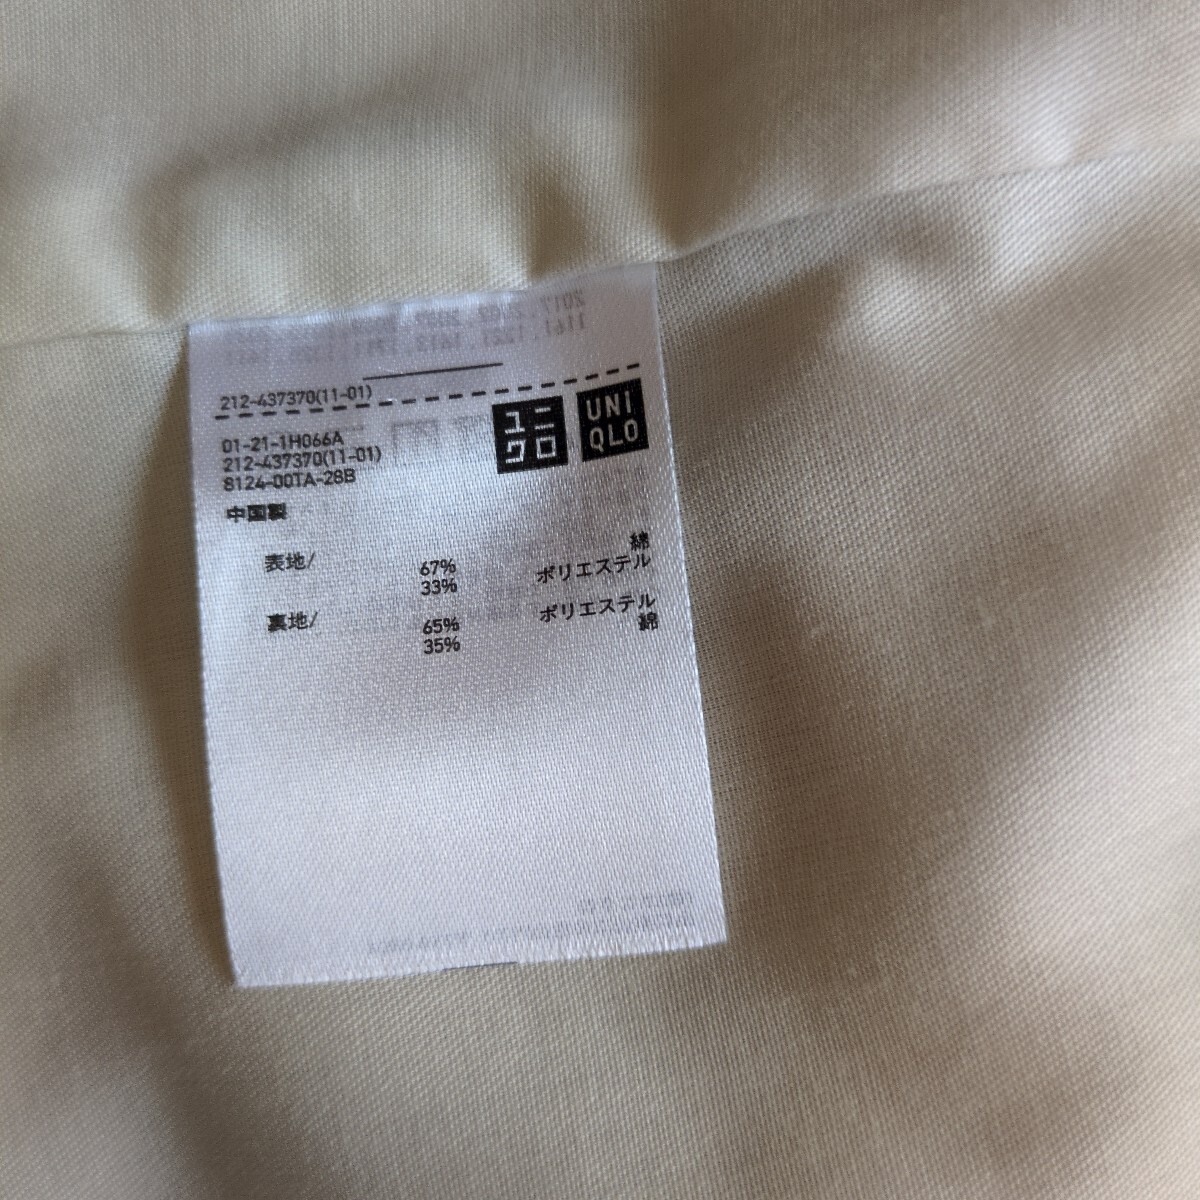 212-437370(11-01)
ユニクロ
UNIQLO
01-21-1H066A
212-437370(11-01)
8124-00TA-28B
中国製
表地/ 67% 綿
33% ポリエステル
裏地/ 65% ポリエステル
35% 綿